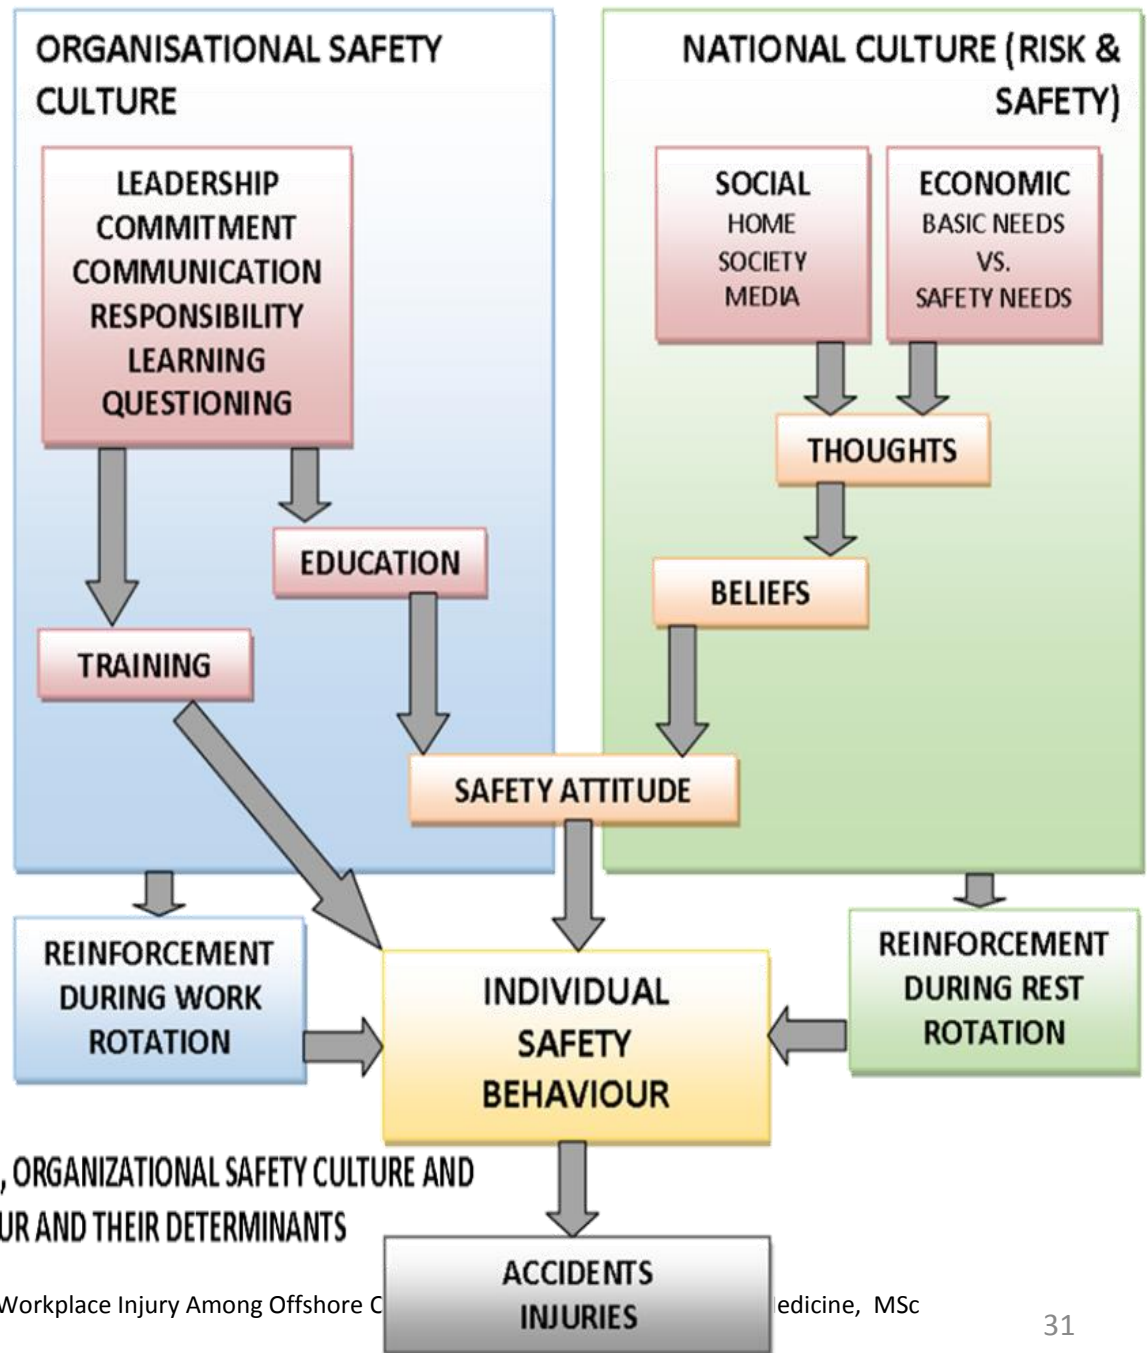 ORGANISATIONAL SAFETY
CULTURE
LEADERSHIP
COMMITMENT
COMMUNICATION
RESPONSIBILITY
LEARNING
QUESTIONING
EDUCATION
TRAINING
NATIONAL CULTURE (RISK &
SAFETY)
SOCIAL
HOME
SOCIETY
MEDIA
ECONOMIC
BASIC NEEDS
VS.
SAFETY NEEDS
THOUGHTS
BELIEFS
SAFETY ATTITUDE
REINFORCEMENT
DURING WORK
ROTATION
INDIVIDUAL
SAFETY
BEHAVIOUR
REINFORCEMENT
DURING REST
ROTATION
, ORGANIZATIONAL SAFETY CULTURE AND
UR AND THEIR DETERMINANTS
ACCIDENTS
INJURIES
Workplace Injury Among Offshore C edicine, MSc
31